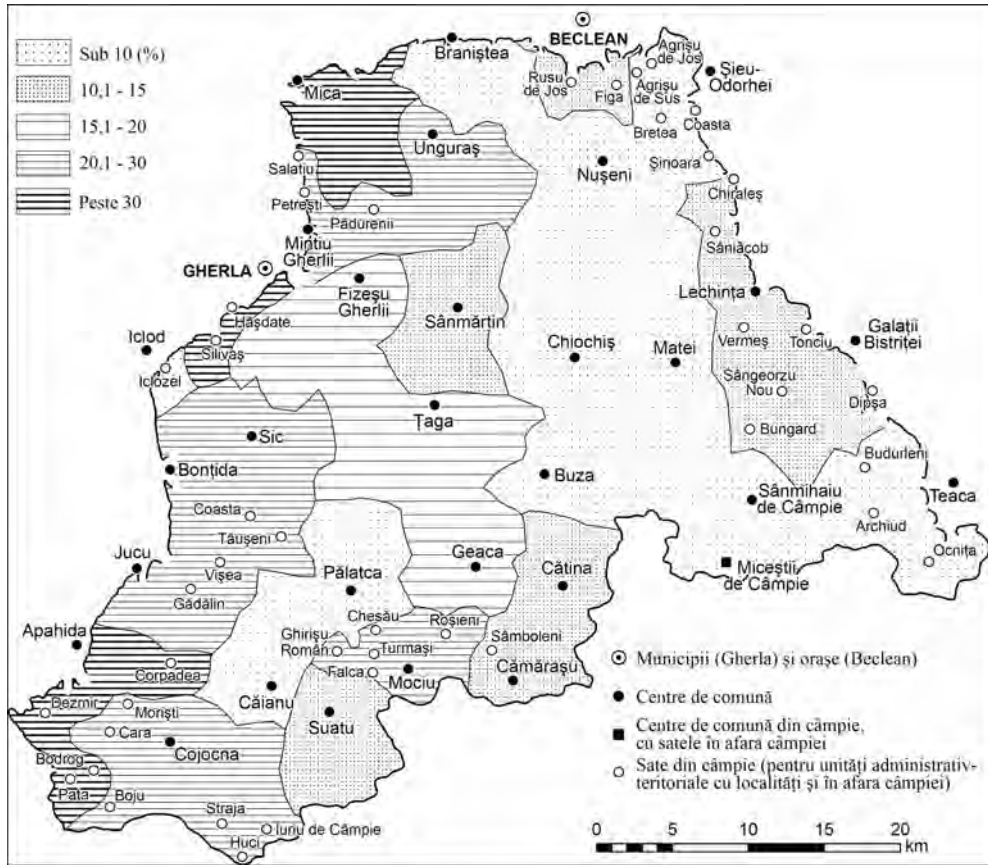 BECLEAN
Braniștea
Sub 10 (%)
10,1 - 15
15,1 - 20
20,1 - 30
Peste 30
Agrișu
de Jos
Rusu
de Jos
Figa
Agrișu
de Sus
Șieu-
Odorhei
Mica
Bretea
Coasta
Unguraș
Șinoara
Nușeni
Salatiu
Chiraleș
Petrești
Pădurenii
Sâniăcob
Mintiu
Gherlii
GHERLA
Fizeșu
Gherlii
Lechința
Sânmărtin
Hășdate
Iclod
Silivaș
Iclozel
Chiochiș
Matei
Vermeș
Tonciu
Galații
Bistriței
Sângeorzu
Nou
Dipșa
Țaga
Sic
Bungard
Budurleni
Bonțida
Buza
Sânmihaiu
de Câmpie
Teaca
Coasta
Archiud
Tăușeni
Ocnița
Jucu
Vișea
Pălatca
Geaca
Cătina
Miceștii
de Câmpie
Gădălin
Chesău
Roșieni
Apahida
Ghirișu
Român
Turmași
Sâmboleni
Corpadea
Falca
Mociu
Cămărașu
Căianu
Dezmir
Moriști
Suatu
Cara
Cojocna
Bodrog
Pata
Boju
Straja
Iuriu de Câmpie
Huci
Municipii (Gherla) și orașe (Beclean)
Centre de comună
Centre de comună din câmpie,
cu satele în afara câmpiei
Sate din câmpie (pentru unități administrativ-
teritoriale cu localități și în afara câmpiei)
0 5 10 15 20
km